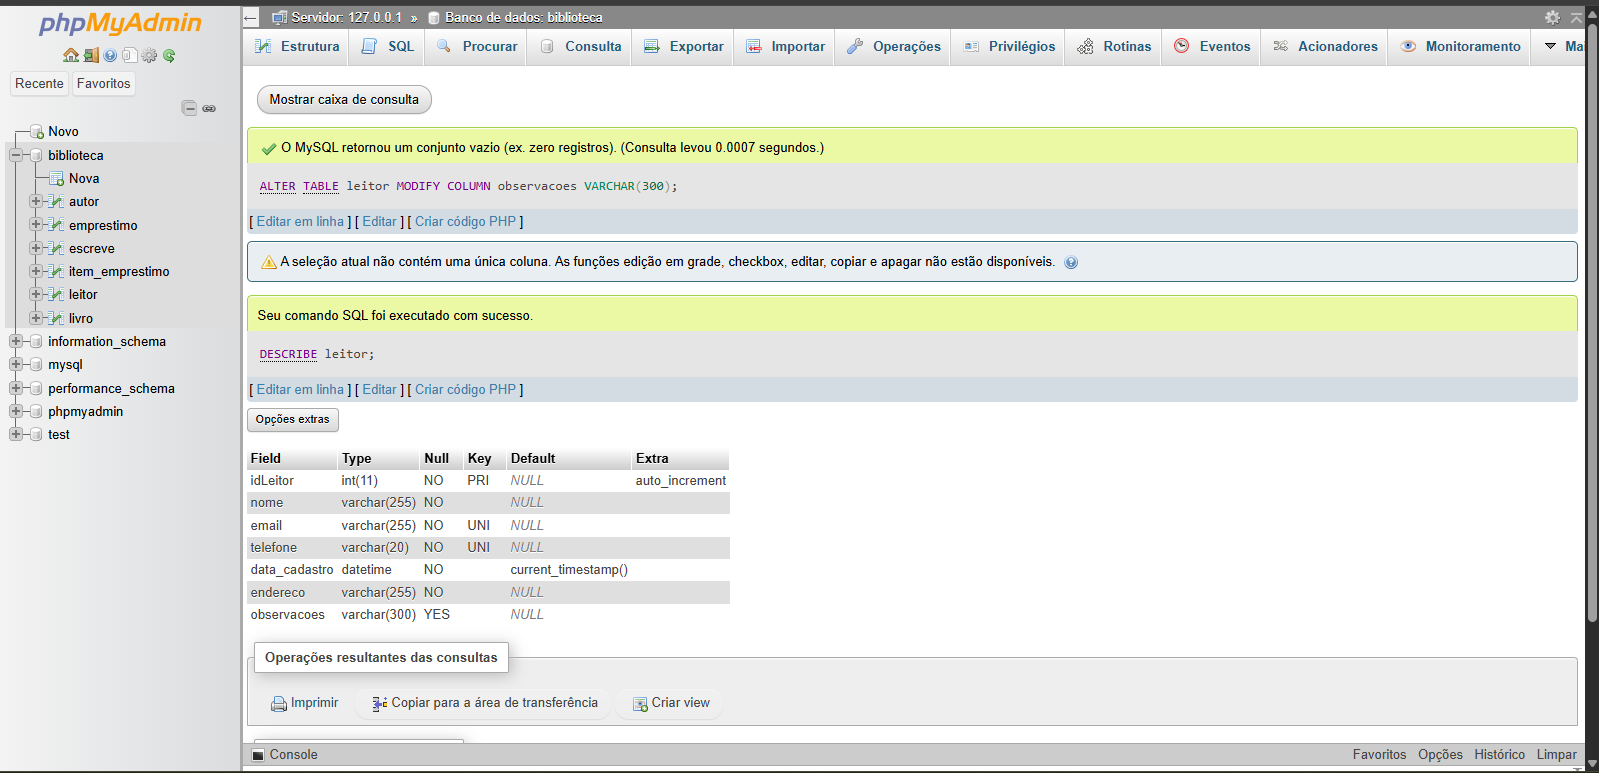 phpMyAdmin
Recente Favoritos
Novo
biblioteca
Nova
autor
emprestimo
escreve
item_emprestimo
leitor
livro
information_schema
mysql
performance_schema
phpmyadmin
test
Servidor: 127.0.0.1 » Banco de dados: biblioteca
Estrutura SQL Procurar Consulta Exportar Importar Operações Privilégios Rotinas Eventos Acionadores Monitoramento Mai
Mostrar caixa de consulta
O MySQL retornou um conjunto vazio (ex. zero registros). (Consulta levou 0.0007 segundos.)
ALTER TABLE leitor MODIFY COLUMN observacoes VARCHAR(300);
[ Editar em linha ] [ Editar ] [ Criar código PHP ]
A seleção atual não contém uma única coluna. As funções edição em grade, checkbox, editar, copiar e apagar não estão disponíveis.
Seu comando SQL foi executado com sucesso.
DESCRIBE leitor;
[ Editar em linha ] [ Editar ] [ Criar código PHP ]
Opções extras
Field Type Null Key Default Extra
idLeitor int(11) NO PRI NULL auto_increment
nome varchar(255) NO NULL
email varchar(255) NO UNI NULL
telefone varchar(20) NO UNI NULL
data_cadastro datetime NO current_timestamp()
endereco varchar(255) NO NULL
observacoes varchar(300) YES NULL
Operações resultantes das consultas
Imprimir Copiar para a área de transferência Criar view
Console Favoritos Opções Histórico Limpar